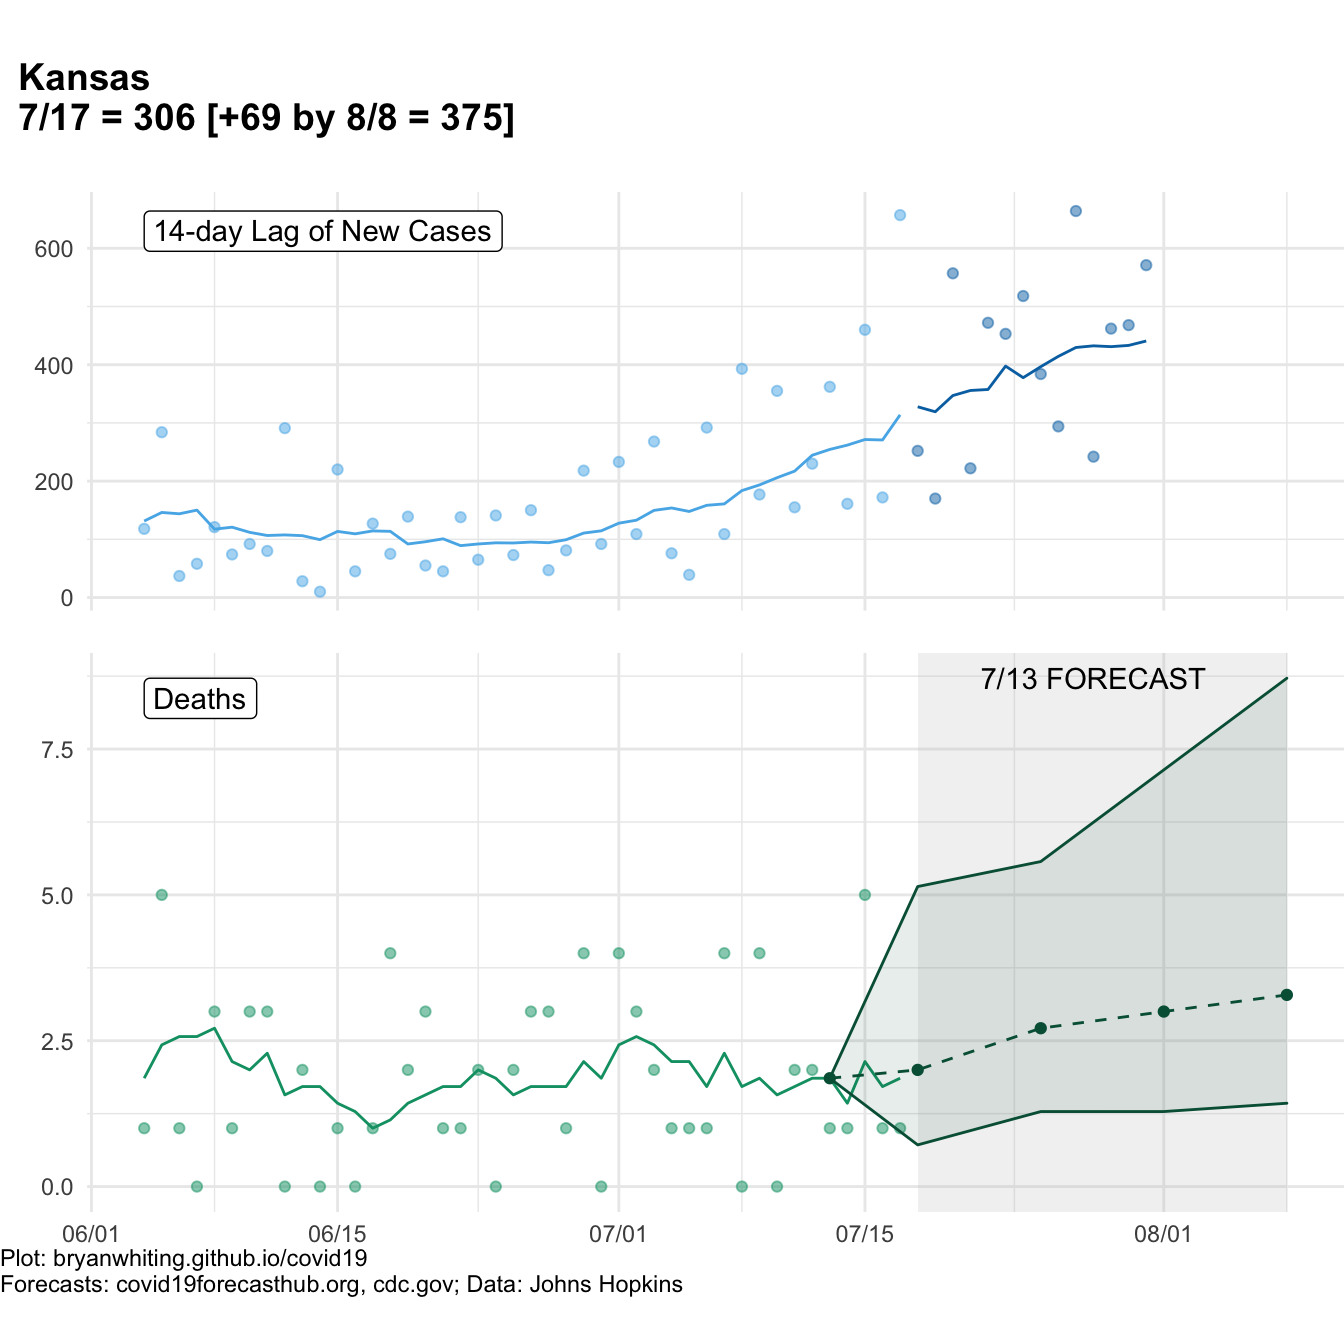 Kansas
7/17 = 306 [+69 by 8/8 = 375]
14-day Lag of New Cases
600
400
200
0
Deaths
7/13 FORECAST
7.5
5.0
2.5
0.0
06/01 06/15 07/01 07/15 08/01
Plot: bryanwhiting.github.io/covid19
Forecasts: covid19forecasthub.org, cdc.gov; Data: Johns Hopkins